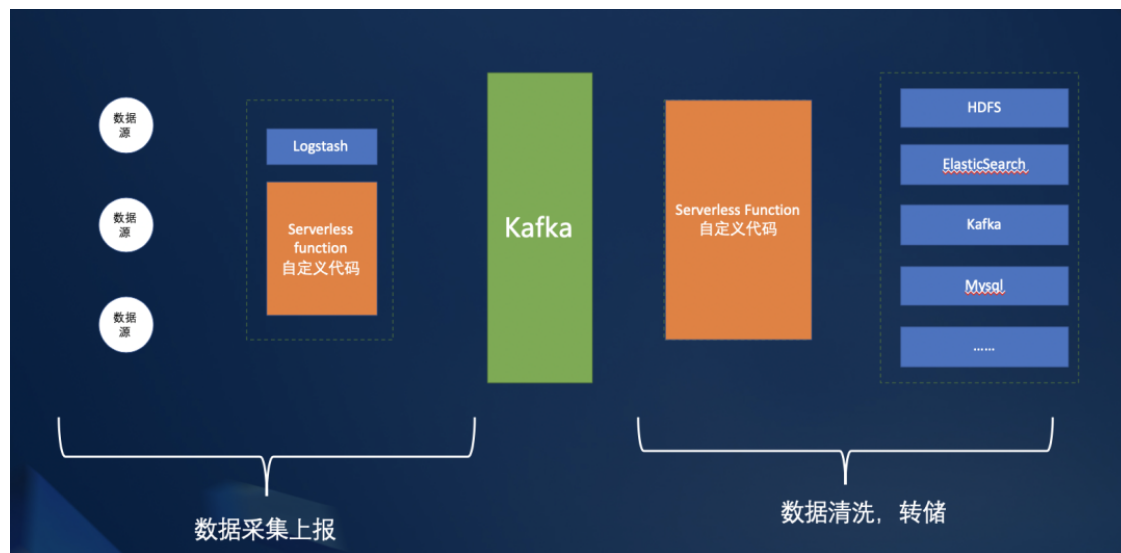 数据
源
数据
源
数据
源
Logstash
Serverless
function
自定义代码
Kafka
Serverless Function
自定义代码
HDFS
ElasticSearch
Kafka
Mysql
......
数据采集上报
数据清洗，转储